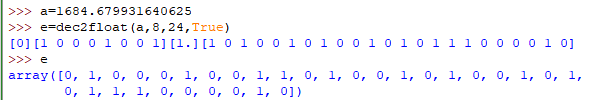 >>> a=1684.679931640625
>>> e=dec2float(a,8,24,True)
[0][1 0 0 0 1 0 0 1][1.][1 0 1 0 0 1 0 1 0 0 1 0 1 0 1 1 1 0 0 0 0 1 0]
>>> e
array([0, 1, 0, 0, 0, 1, 0, 0, 1, 1, 0, 1, 0, 0, 1, 0, 1, 0, 0, 1, 0, 1,
       0, 1, 1, 1, 0, 0, 0, 0, 1, 0])